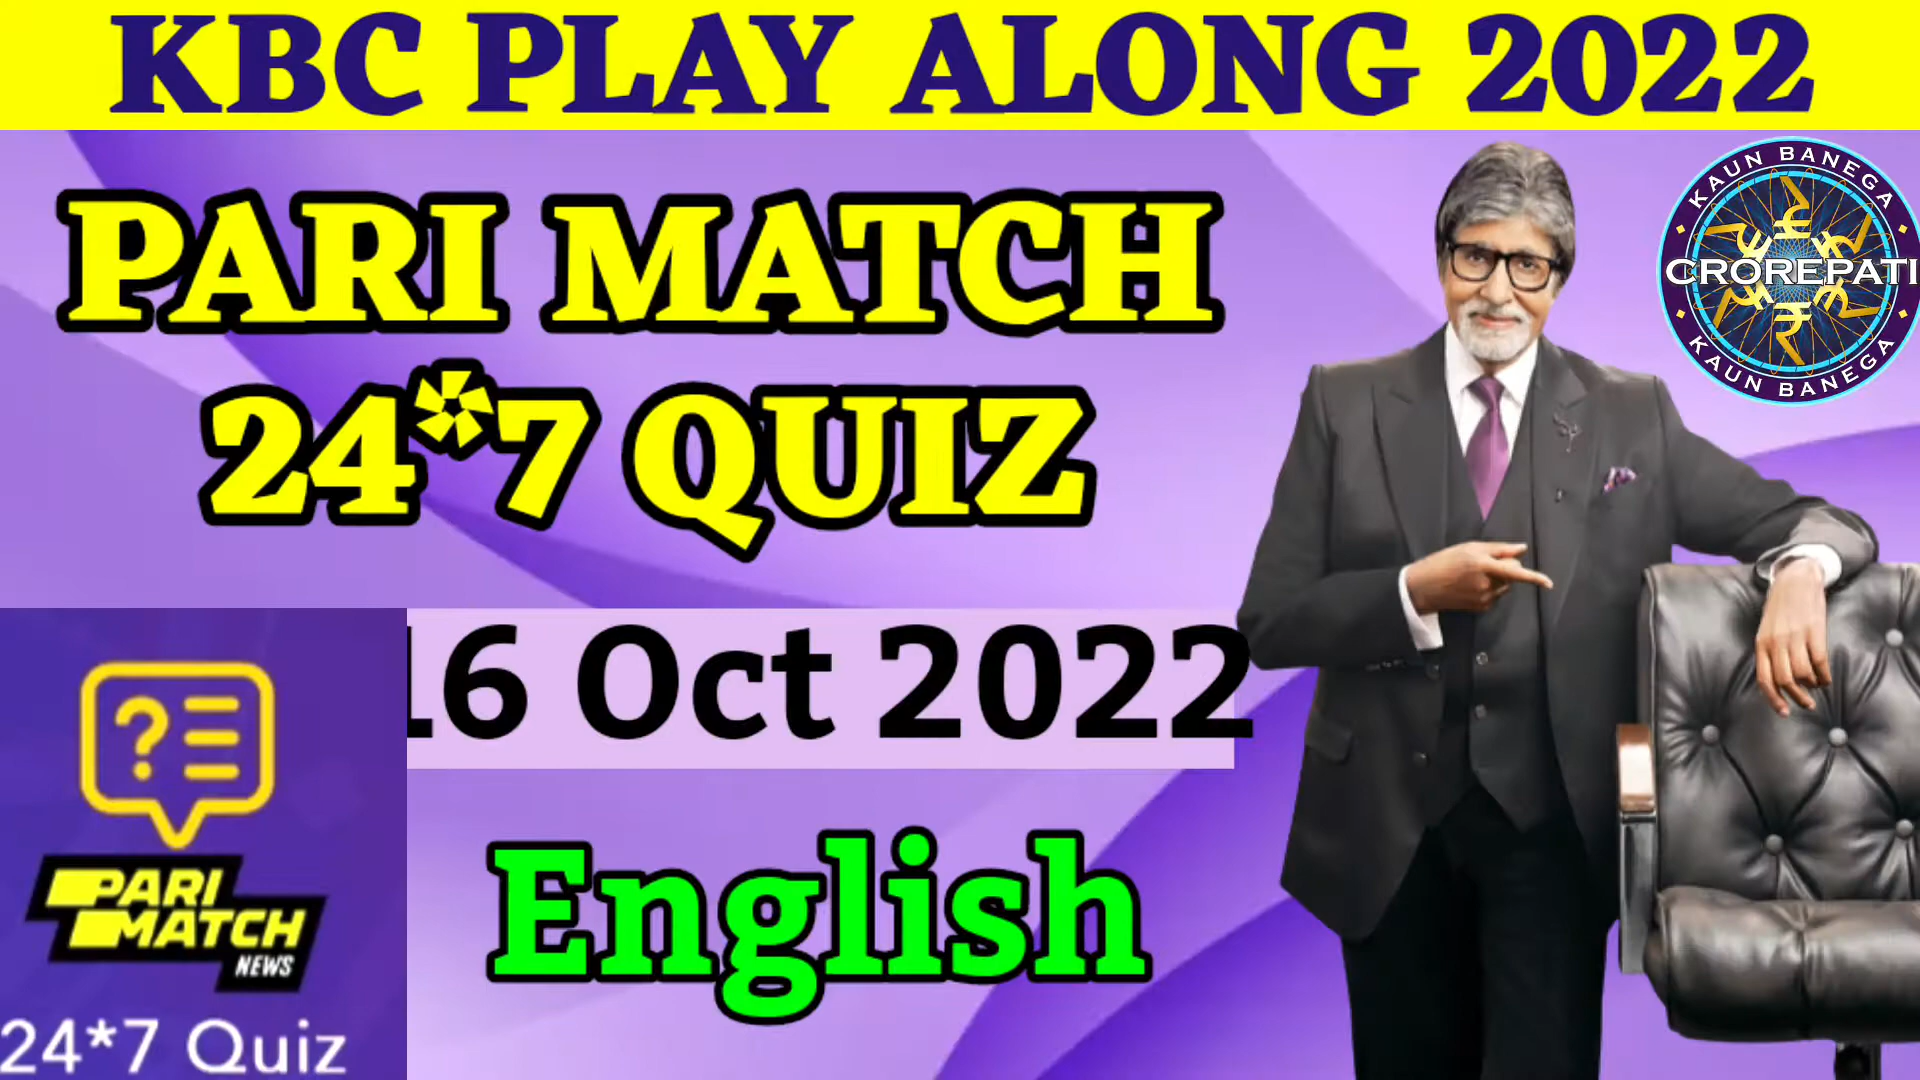 KBC PLAY ALONG 2022
PARI MATCH
24*7 QUIZ
KAUN BANEGA
CROREPATI
KAUN BANEGA
16 Oct 2022
English
PARI
MATCH
NEWS
24*7 Quiz